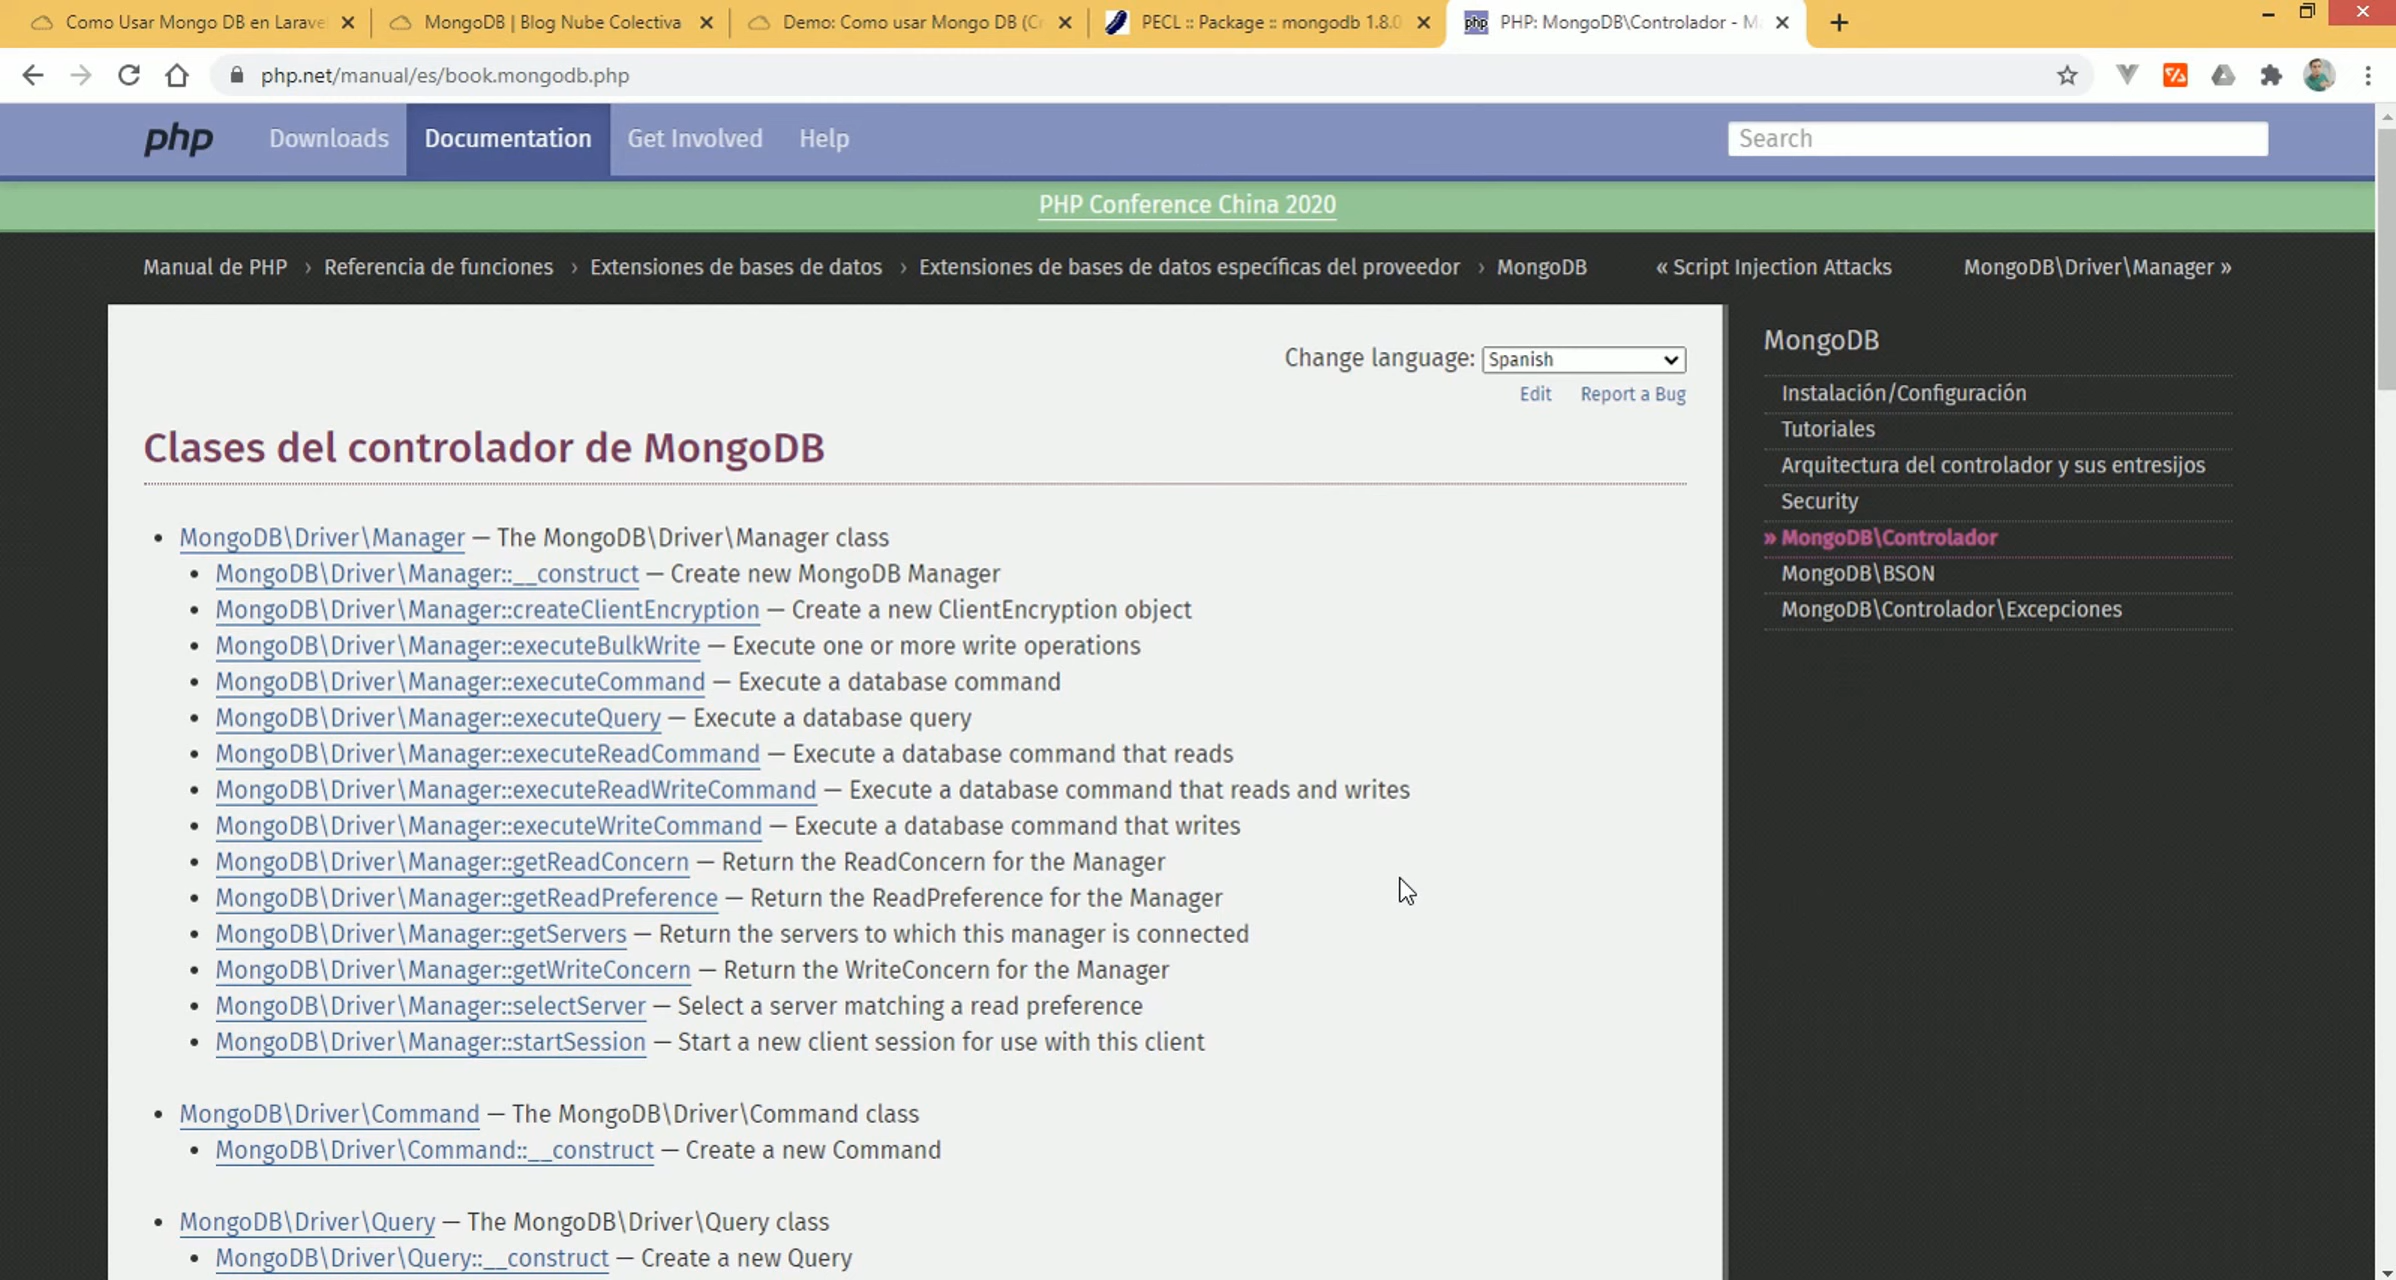 Como Usar Mongo DB en Larave
MongoDB | Blog Nube Colectiva
Demo: Como usar Mongo DB (Cr
PECL :: Package :: mongodb 1.8.0
PHP: MongoDB\Controlador - M
php.net/manual/es/book.mongodb.php
php
Downloads
Documentation
Get Involved
Help
Search
PHP Conference China 2020
Manual de PHP › Referencia de funciones › Extensiones de bases de datos › Extensiones de bases de datos específicas del proveedor › MongoDB
« Script Injection Attacks
MongoDB\Driver\Manager »
Change language: Spanish
Edit Report a Bug
Clases del controlador de MongoDB
• MongoDB\Driver\Manager — The MongoDB\Driver\Manager class
• MongoDB\Driver\Manager::__construct — Create new MongoDB Manager
• MongoDB\Driver\Manager::createClientEncryption — Create a new ClientEncryption object
• MongoDB\Driver\Manager::executeBulkWrite — Execute one or more write operations
• MongoDB\Driver\Manager::executeCommand — Execute a database command
• MongoDB\Driver\Manager::executeQuery — Execute a database query
• MongoDB\Driver\Manager::executeReadCommand — Execute a database command that reads
• MongoDB\Driver\Manager::executeReadWriteCommand — Execute a database command that reads and writes
• MongoDB\Driver\Manager::executeWriteCommand — Execute a database command that writes
• MongoDB\Driver\Manager::getReadConcern — Return the ReadConcern for the Manager
• MongoDB\Driver\Manager::getReadPreference — Return the ReadPreference for the Manager
• MongoDB\Driver\Manager::getServers — Return the servers to which this manager is connected
• MongoDB\Driver\Manager::getWriteConcern — Return the WriteConcern for the Manager
• MongoDB\Driver\Manager::selectServer — Select a server matching a read preference
• MongoDB\Driver\Manager::startSession — Start a new client session for use with this client
• MongoDB\Driver\Command — The MongoDB\Driver\Command class
• MongoDB\Driver\Command::__construct — Create a new Command
• MongoDB\Driver\Query — The MongoDB\Driver\Query class
• MongoDB\Driver\Query::__construct — Create a new Query
MongoDB
Instalación/Configuración
Tutoriales
Arquitectura del controlador y sus entresijos
Security
» MongoDB\Controlador
MongoDB\BSON
MongoDB\Controlador\Excepciones